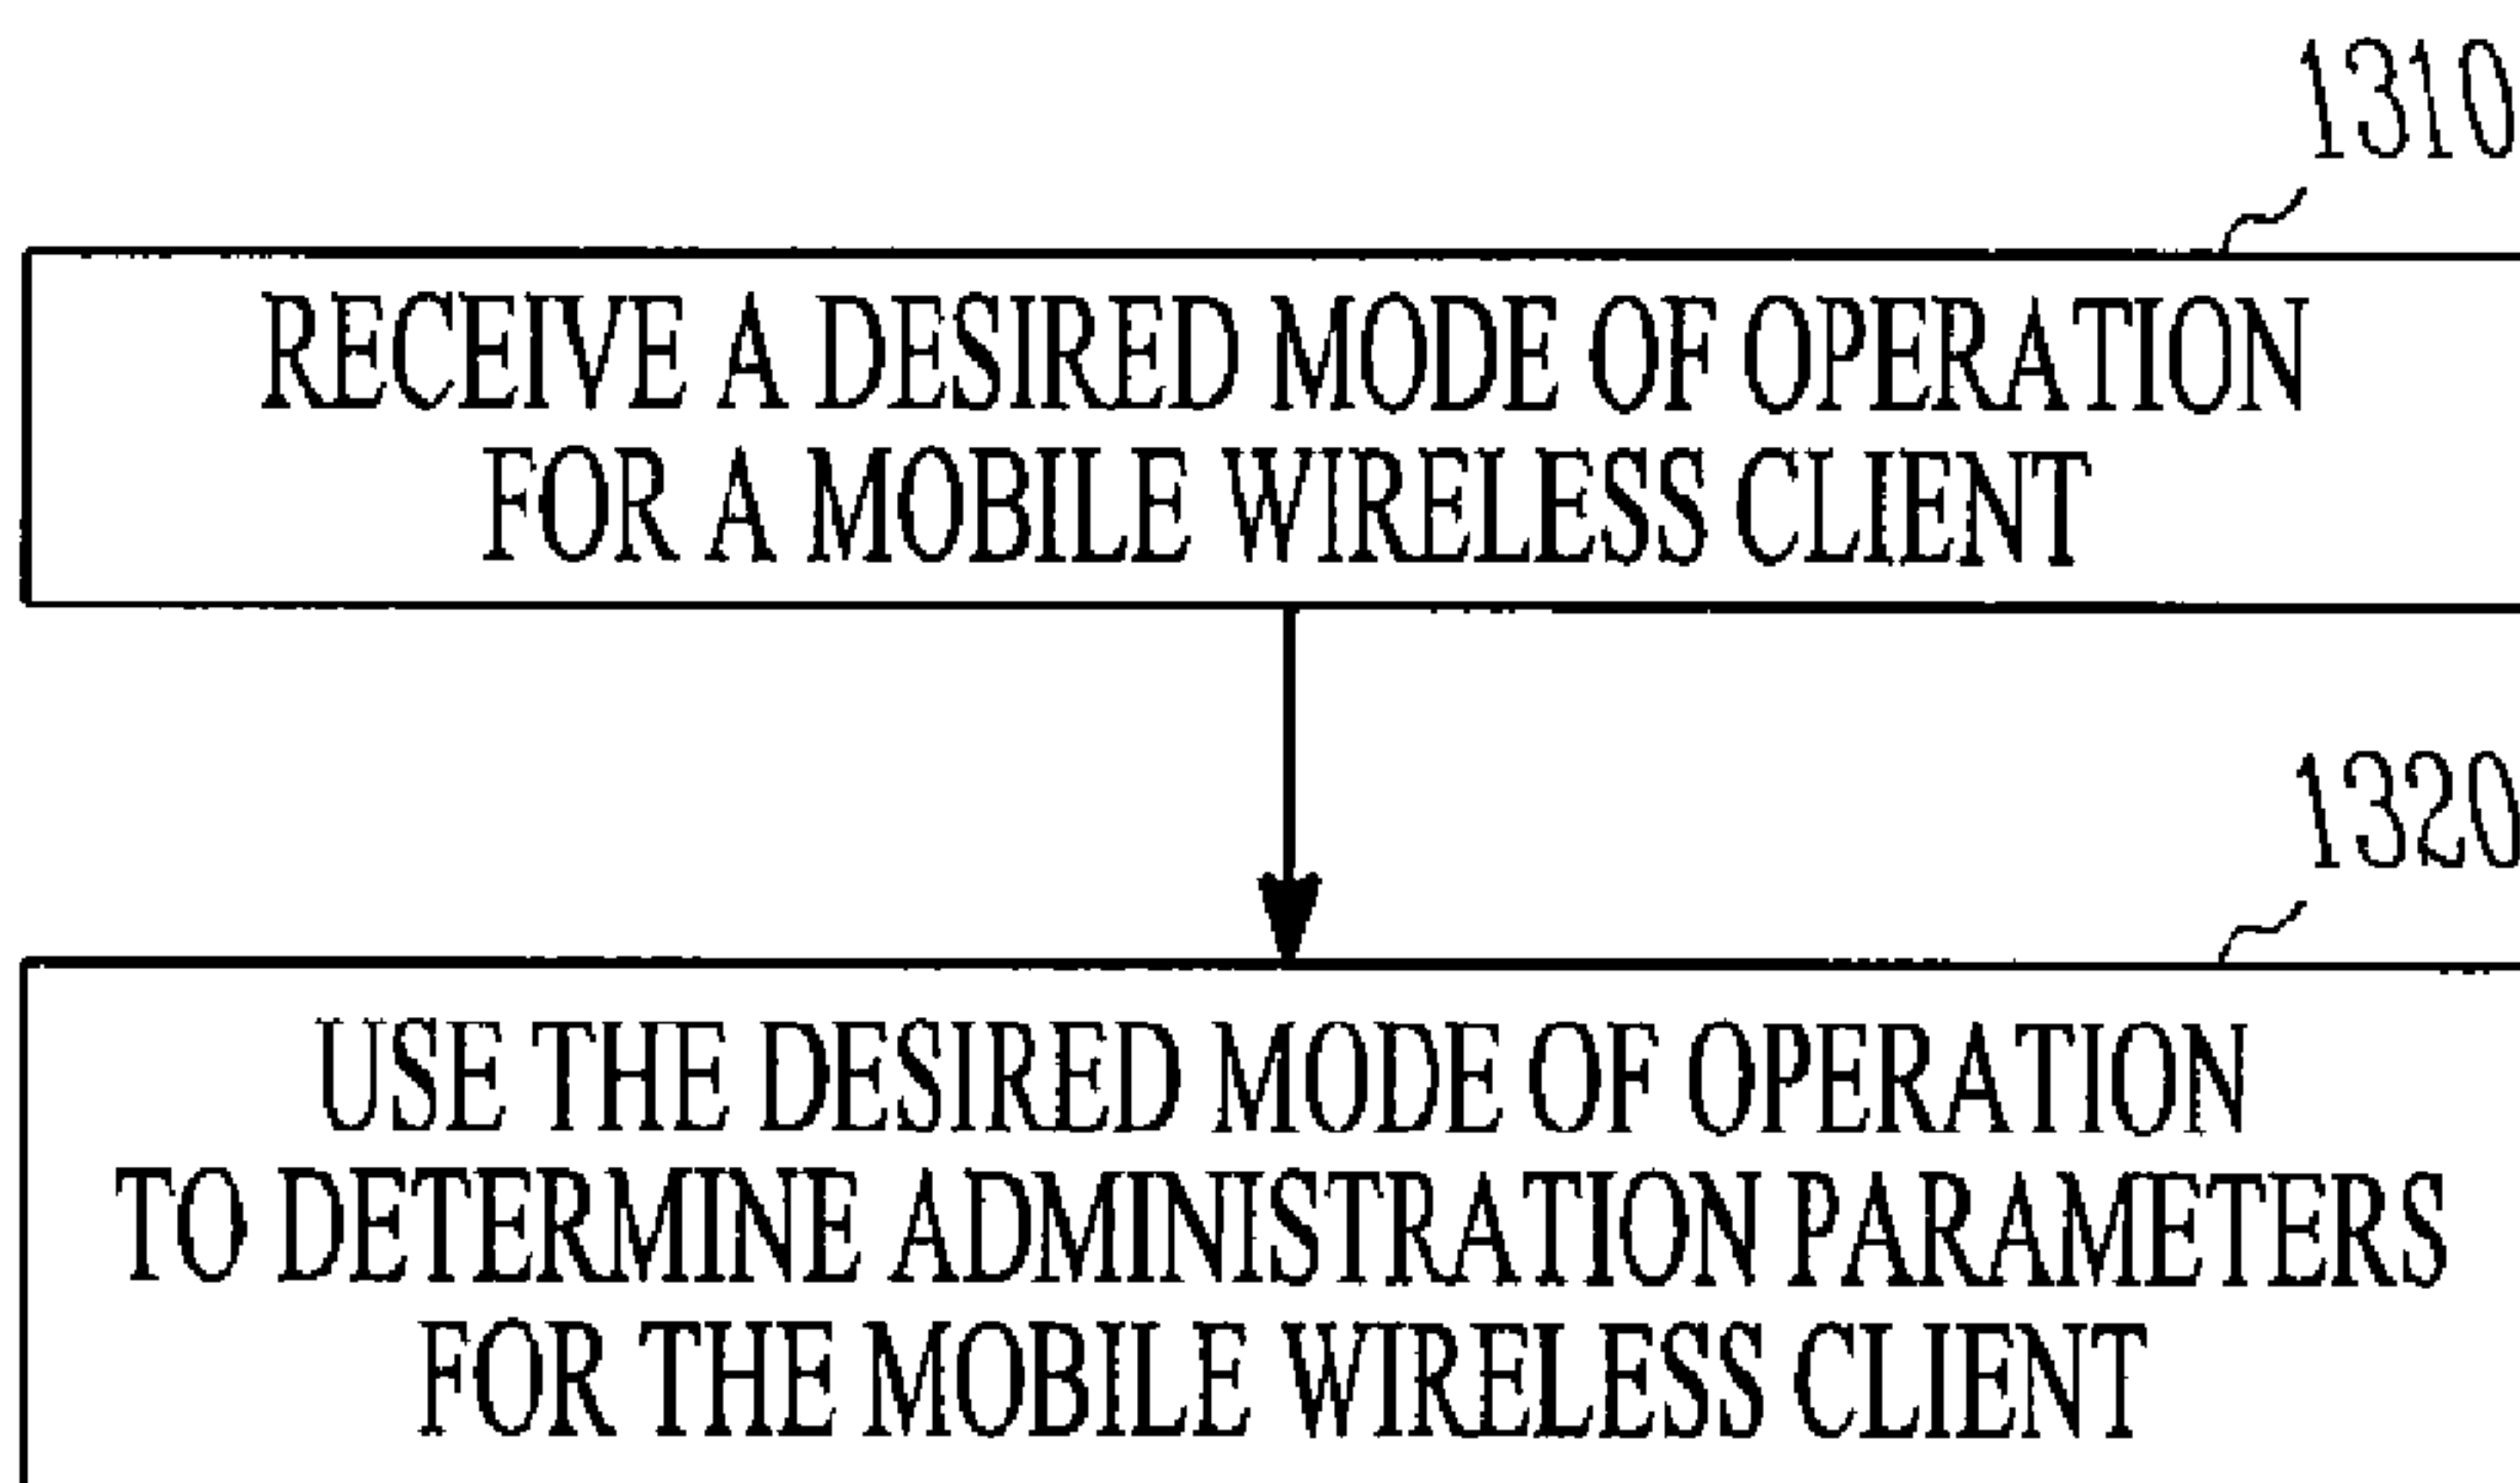 1310
RECEIVE A DESIRED MODE OF OPERATION
FOR A MOBILE WIRELESS CLIENT
1320
USE THE DESIRED MODE OF OPERATION
TO DETERMINE ADMINISTRATION PARAMETERS
FOR THE MOBILE WIRELESS CLIENT